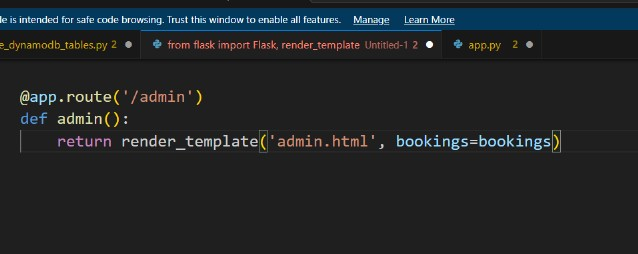 le is intended for safe code browsing. Trust this window to enable all features. Manage Learn More
e_dynamodb_tables.py 2 from flask import Flask, render_template Untitled-1 2 app.py 2
@app.route('/admin')
def admin():
    return render_template('admin.html', bookings=bookings)